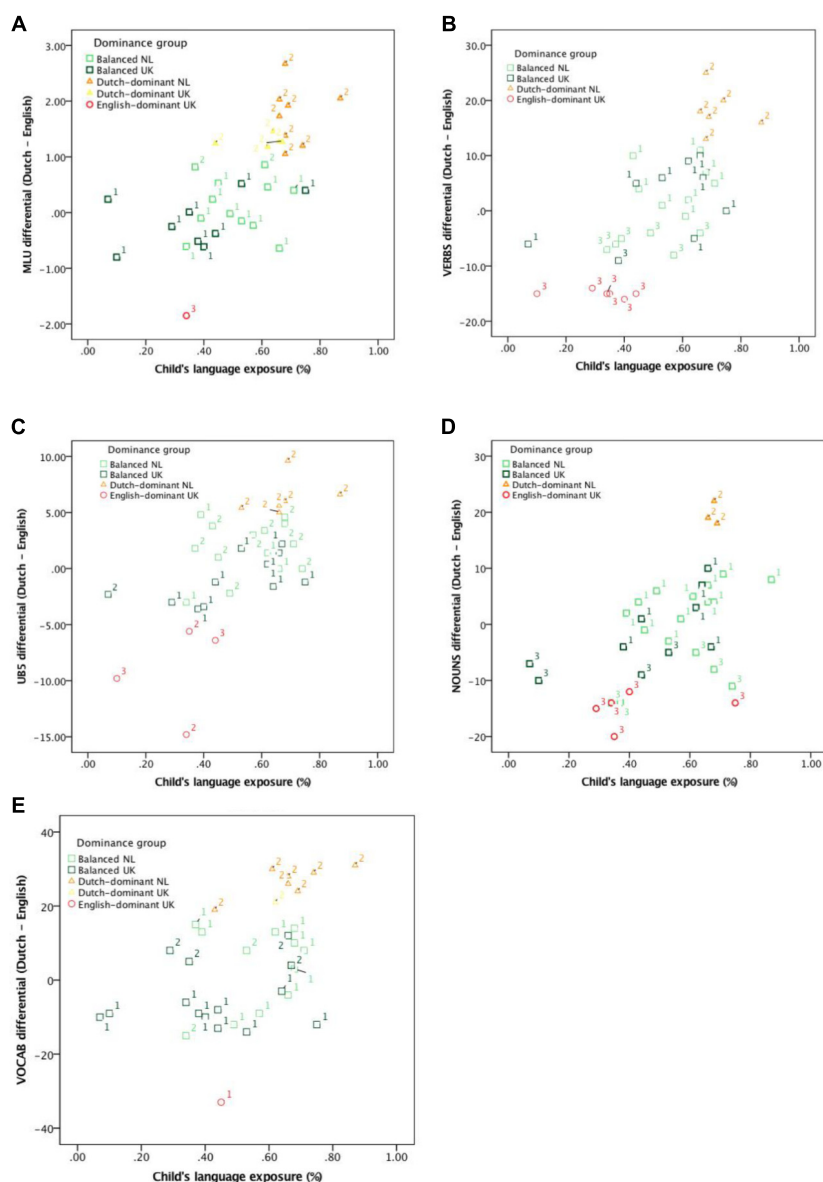 A
Dominance group
Balanced NL
Balanced UK
Dutch-dominant NL
Dutch-dominant UK
English-dominant UK
MLU differential (Dutch - English)
3.00
2.00
1.00
.00
-1.00
-2.00
.00 .20 .40 .60 .80 1.00
Child's language exposure (%)
B
Dominance group
Balanced NL
Balanced UK
Dutch-dominant NL
English-dominant UK
VERBS differential (Dutch - English)
30.0
20.0
10.0
.0
-10.0
-20.0
.00 .20 .40 .60 .80 1.00
Child's language exposure (%)
C
Dominance group
Balanced NL
Balanced UK
Dutch-dominant NL
English-dominant UK
UB5 differential (Dutch - English)
10.00
5.00
.00
-5.00
-10.00
-15.00
.00 .20 .40 .60 .80 1.00
Child's language exposure (%)
D
Dominance group
Balanced NL
Balanced UK
Dutch-dominant NL
English-dominant UK
NOUNS differential (Dutch - English)
30
20
10
0
-10
-20
.00 .20 .40 .60 .80 1.00
Child's language exposure (%)
E
Dominance group
Balanced NL
Balanced UK
Dutch-dominant NL
Dutch-dominant UK
English-dominant UK
VOCAB differential (Dutch - English)
40
20
0
-20
-40
.00 .20 .40 .60 .80 1.00
Child's language exposure (%)